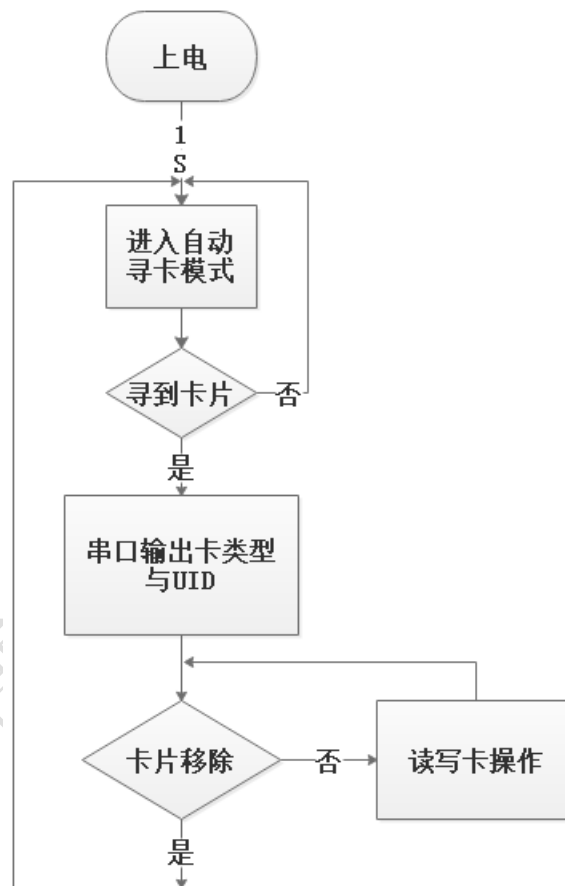 上电
1
S
进入自动
寻卡模式
寻到卡片
否
是
串口输出卡类型
与UID
卡片移除
否
读写卡操作
是